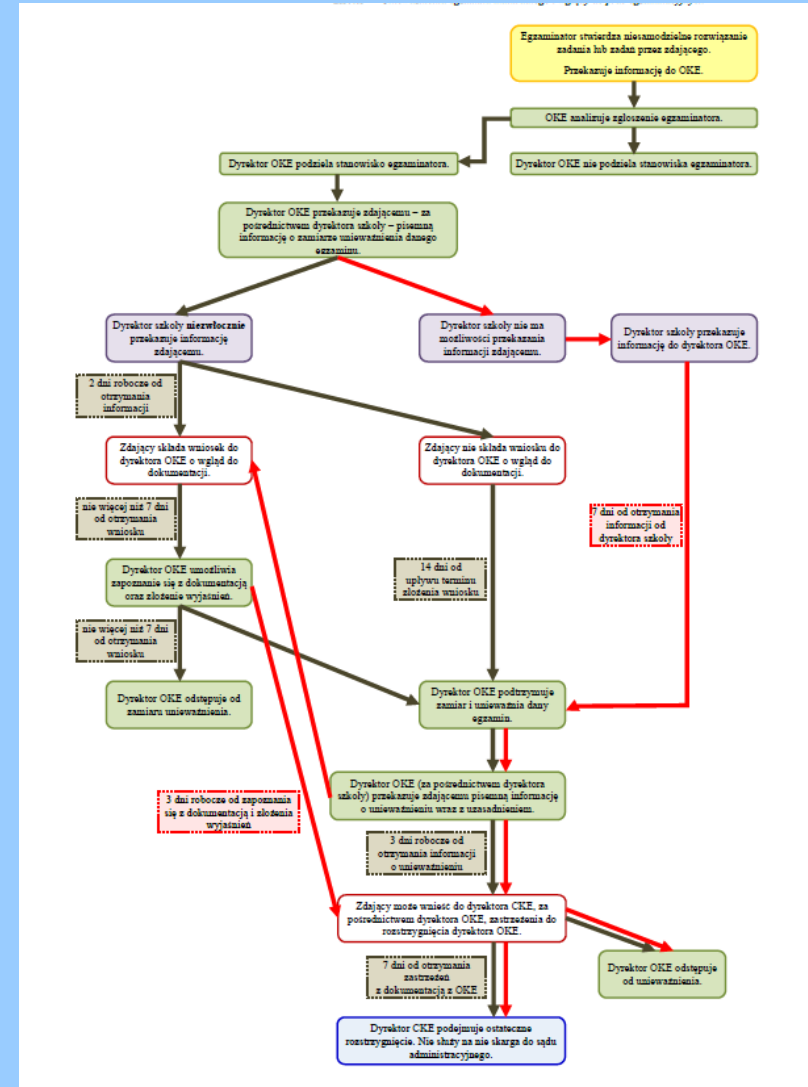 Egzaminator stwierdza niesamodzielne rozwiązanie
zadania lub zadań przez zdającego.
Przekazuje informację do OKE.
OKE analizuje zgłoszenie egzaminatora.
Dyrektor OKE podziela stanowisko egzaminatora.
Dyrektor OKE nie podziela stanowiska egzaminatora.
Dyrektor OKE przekazuje zdającemu – za
pośrednictwem dyrektora szkoły – pisemną
informację o zamiarze unieważnienia danego
egzaminu.
Dyrektor szkoły niezwłocznie
przekazuje informację
zdającemu.
Dyrektor szkoły nie ma
możliwości przekazania
informacji zdającemu.
Dyrektor szkoły przekazuje
informację do dyrektora OKE.
2 dni robocze od
otrzymania
informacji
Zdający składa wniosek do
dyrektora OKE o wgląd do
dokumentacji.
Zdający nie składa wniosku do
dyrektora OKE o wgląd do
dokumentacji.
nie więcej niż 7 dni
od otrzymania
wniosku
7 dni od otrzymania
informacji od
dyrektora szkoły
Dyrektor OKE umożliwia
zapoznanie się z dokumentacją
oraz złożenie wyjaśnień.
14 dni od
upływu terminu
złożenia wniosku
nie więcej niż 7 dni
od otrzymania
wniosku
Dyrektor OKE odstępuje od
zamiaru unieważnienia.
Dyrektor OKE podtrzymuje
zamiar i unieważnia dany
egzamin.
Dyrektor OKE (za pośrednictwem dyrektora
szkoły) przekazuje zdającemu pisemną informację
o unieważnieniu wraz z uzasadnieniem.
3 dni robocze od zapoznania
się z dokumentacją i złożenia
wyjaśnień
3 dni robocze od
otrzymania informacji
o unieważnieniu
Zdający może wnieść do dyrektora CKE, za
pośrednictwem dyrektora OKE, zastrzeżenia do
rozstrzygnięcia dyrektora OKE.
7 dni od otrzymania
zastrzeżeń
z dokumentacją z OKE
Dyrektor OKE odstępuje
od unieważnienia.
Dyrektor CKE podejmuje ostateczne
rozstrzygnięcie. Nie służy na nie skarga do sądu
administracyjnego.